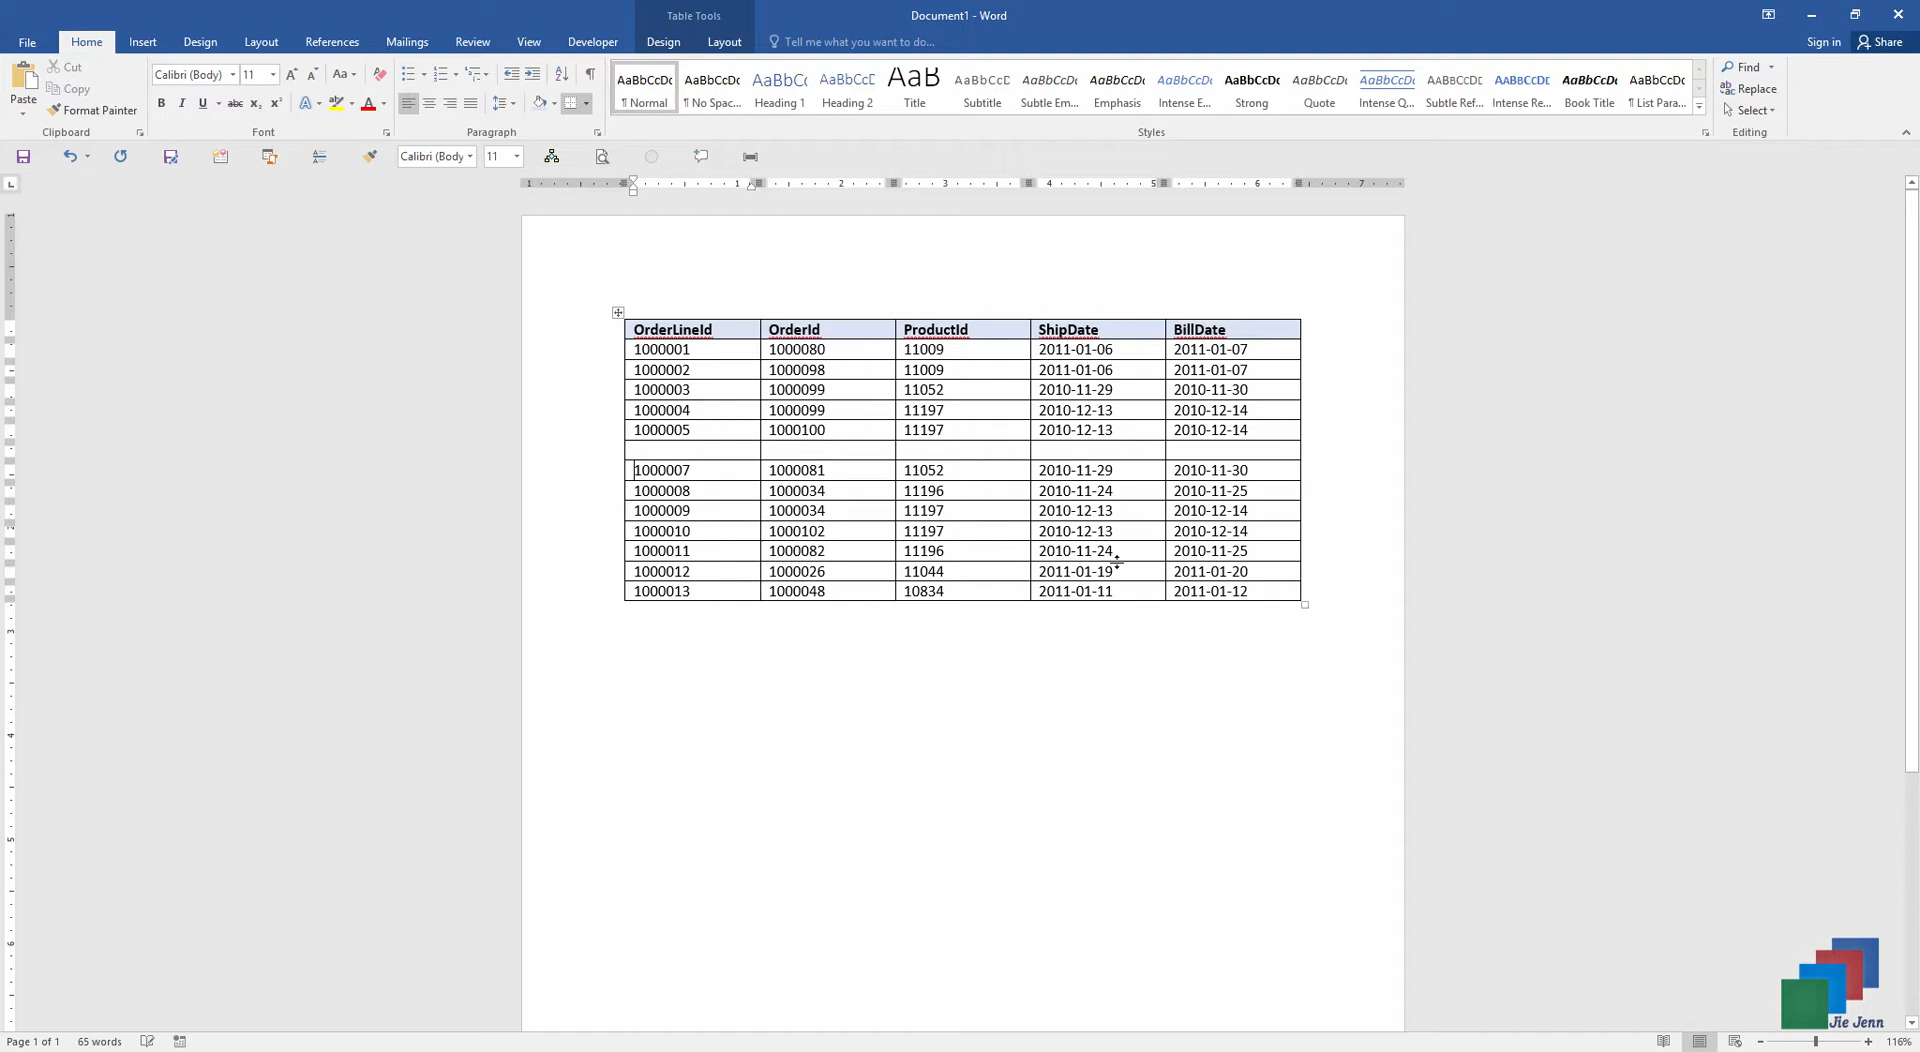 Table Tools
Document1 - Word
File Home Insert Design Layout References Mailings Review View Developer Design Layout Tell me what you want to do... Sign in Share
Paste
Cut
Copy
Format Painter
Clipboard
Calibri (Body) 11
Font
Paragraph
AaBbCcDc AaBbCcDc AaBbCc AaBbCcD AaB AaBbCcD AaBbCcDc AaBbCcDc AaBbCcDc AaBbCcDc AaBbCcDc AaBbCcDc AaBbCcDc AaBbCcDc AaBbCcDc AaBbCcDc
¶ Normal ¶ No Spac... Heading 1 Heading 2 Title Subtitle Subtle Em... Emphasis Intense E... Strong Quote Intense Q... Subtle Ref... Intense Re... Book Title ¶ List Para...
Styles
Find
Replace
Select
Editing
Calibri (Body 11
1 1 2 3 4 5 6 7
OrderLineId OrderId ProductId ShipDate BillDate
1000001 1000080 11009 2011-01-06 2011-01-07
1000002 1000098 11009 2011-01-06 2011-01-07
1000003 1000099 11052 2010-11-29 2010-11-30
1000004 1000099 11197 2010-12-13 2010-12-14
1000005 1000100 11197 2010-12-13 2010-12-14
1000007 1000081 11052 2010-11-29 2010-11-30
1000008 1000034 11196 2010-11-24 2010-11-25
1000009 1000034 11197 2010-12-13 2010-12-14
1000010 1000102 11197 2010-12-13 2010-12-14
1000011 1000082 11196 2010-11-24 2010-11-25
1000012 1000026 11044 2011-01-19 2011-01-20
1000013 1000048 10834 2011-01-11 2011-01-12
Jie Jenn
Page 1 of 1 65 words 116%